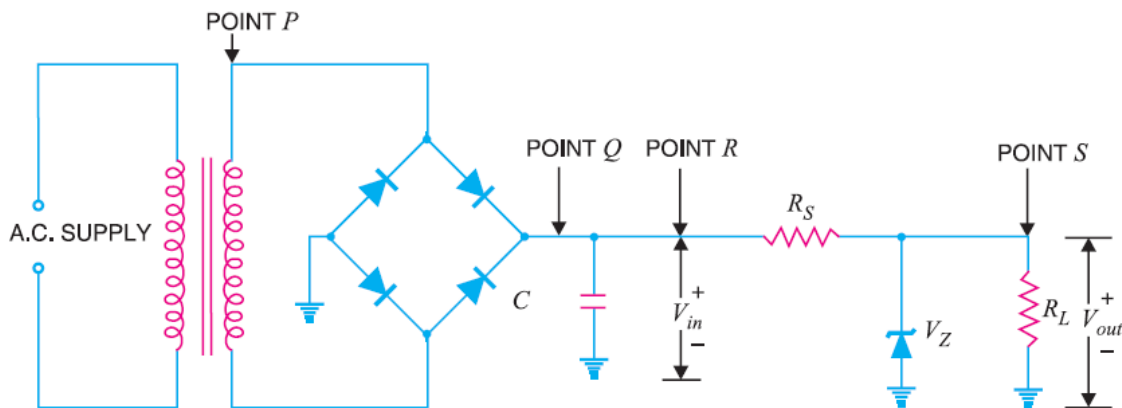 POINT P
A.C. SUPPLY
POINT Q
POINT R
POINT S
R_S
C
+
V_in
–
V_Z
R_L
+
V_out
–